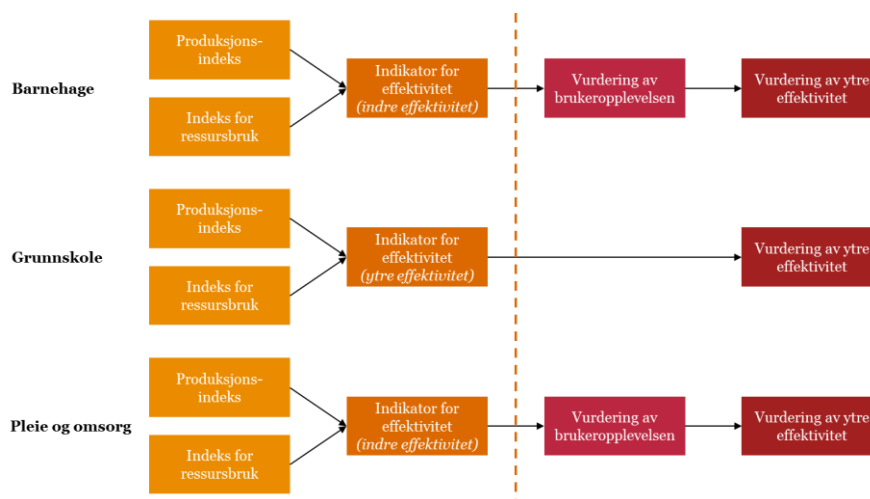 Barnehage
Produksjons-
indeks
Indeks for
ressursbruk
Indikator for
effektivitet
(indre effektivitet)
Vurdering av
brukeropplevelsen
Vurdering av ytre
effektivitet
Grunnskole
Produksjons-
indeks
Indeks for
ressursbruk
Indikator for
effektivitet
(ytre effektivitet)
Vurdering av ytre
effektivitet
Pleie og omsorg
Produksjons-
indeks
Indeks for
ressursbruk
Indikator for
effektivitet
(indre effektivitet)
Vurdering av
brukeropplevelsen
Vurdering av ytre
effektivitet